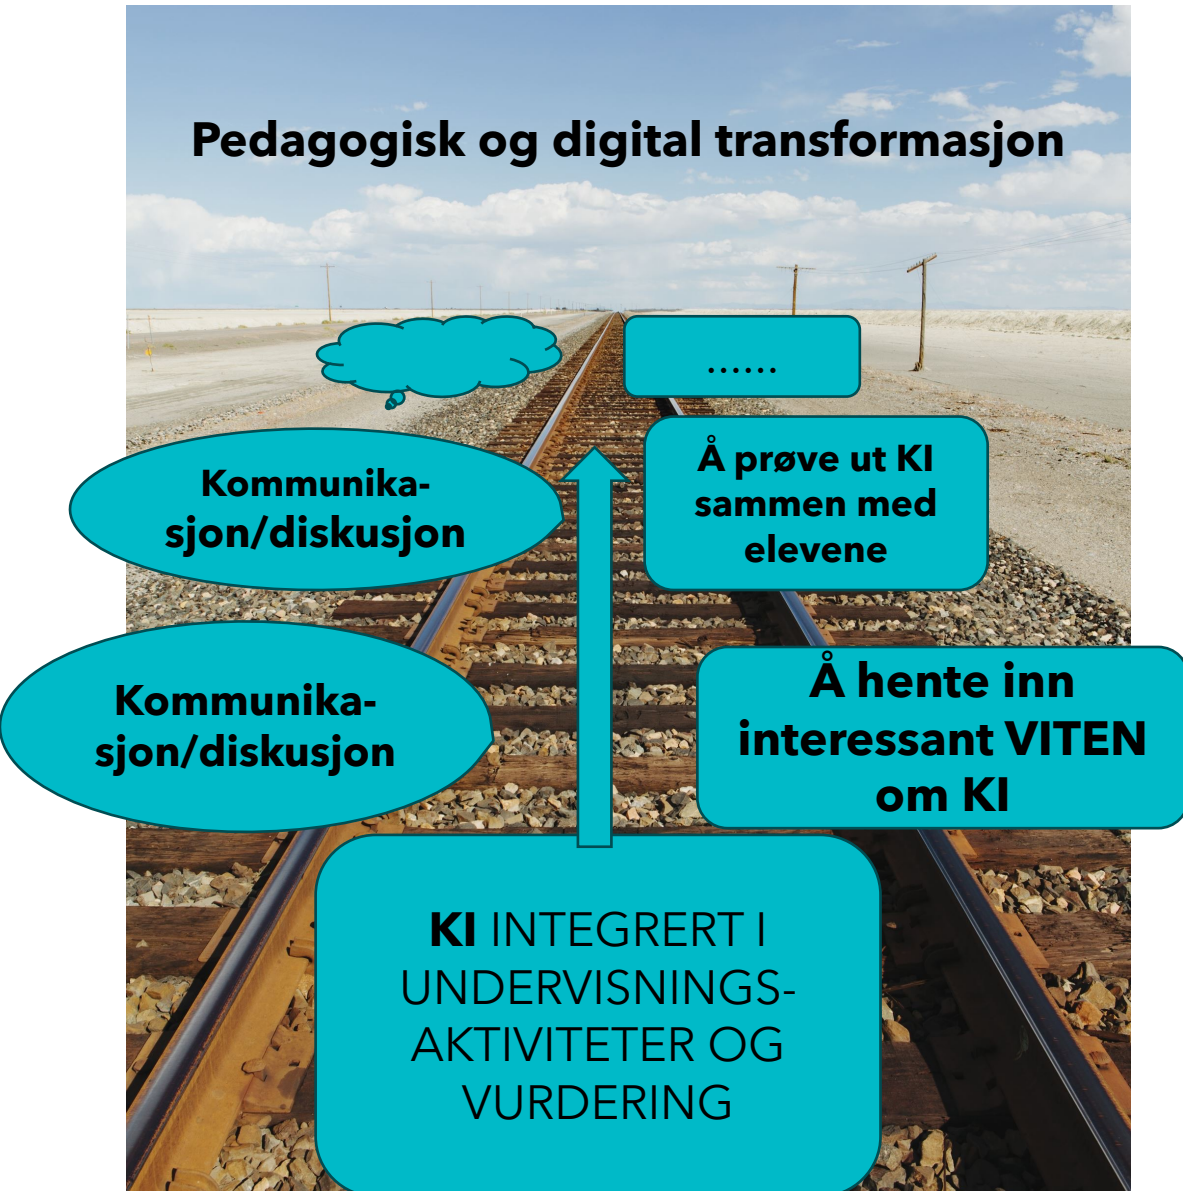 Pedagogisk og digital transformasjon
......
Kommunika-
sjon/diskusjon
Å prøve ut KI
sammen med
elevene
Kommunika-
sjon/diskusjon
Å hente inn
interessant VITEN
om KI
KI INTEGRERT I
UNDERVISNINGS-
AKTIVITETER OG
VURDERING